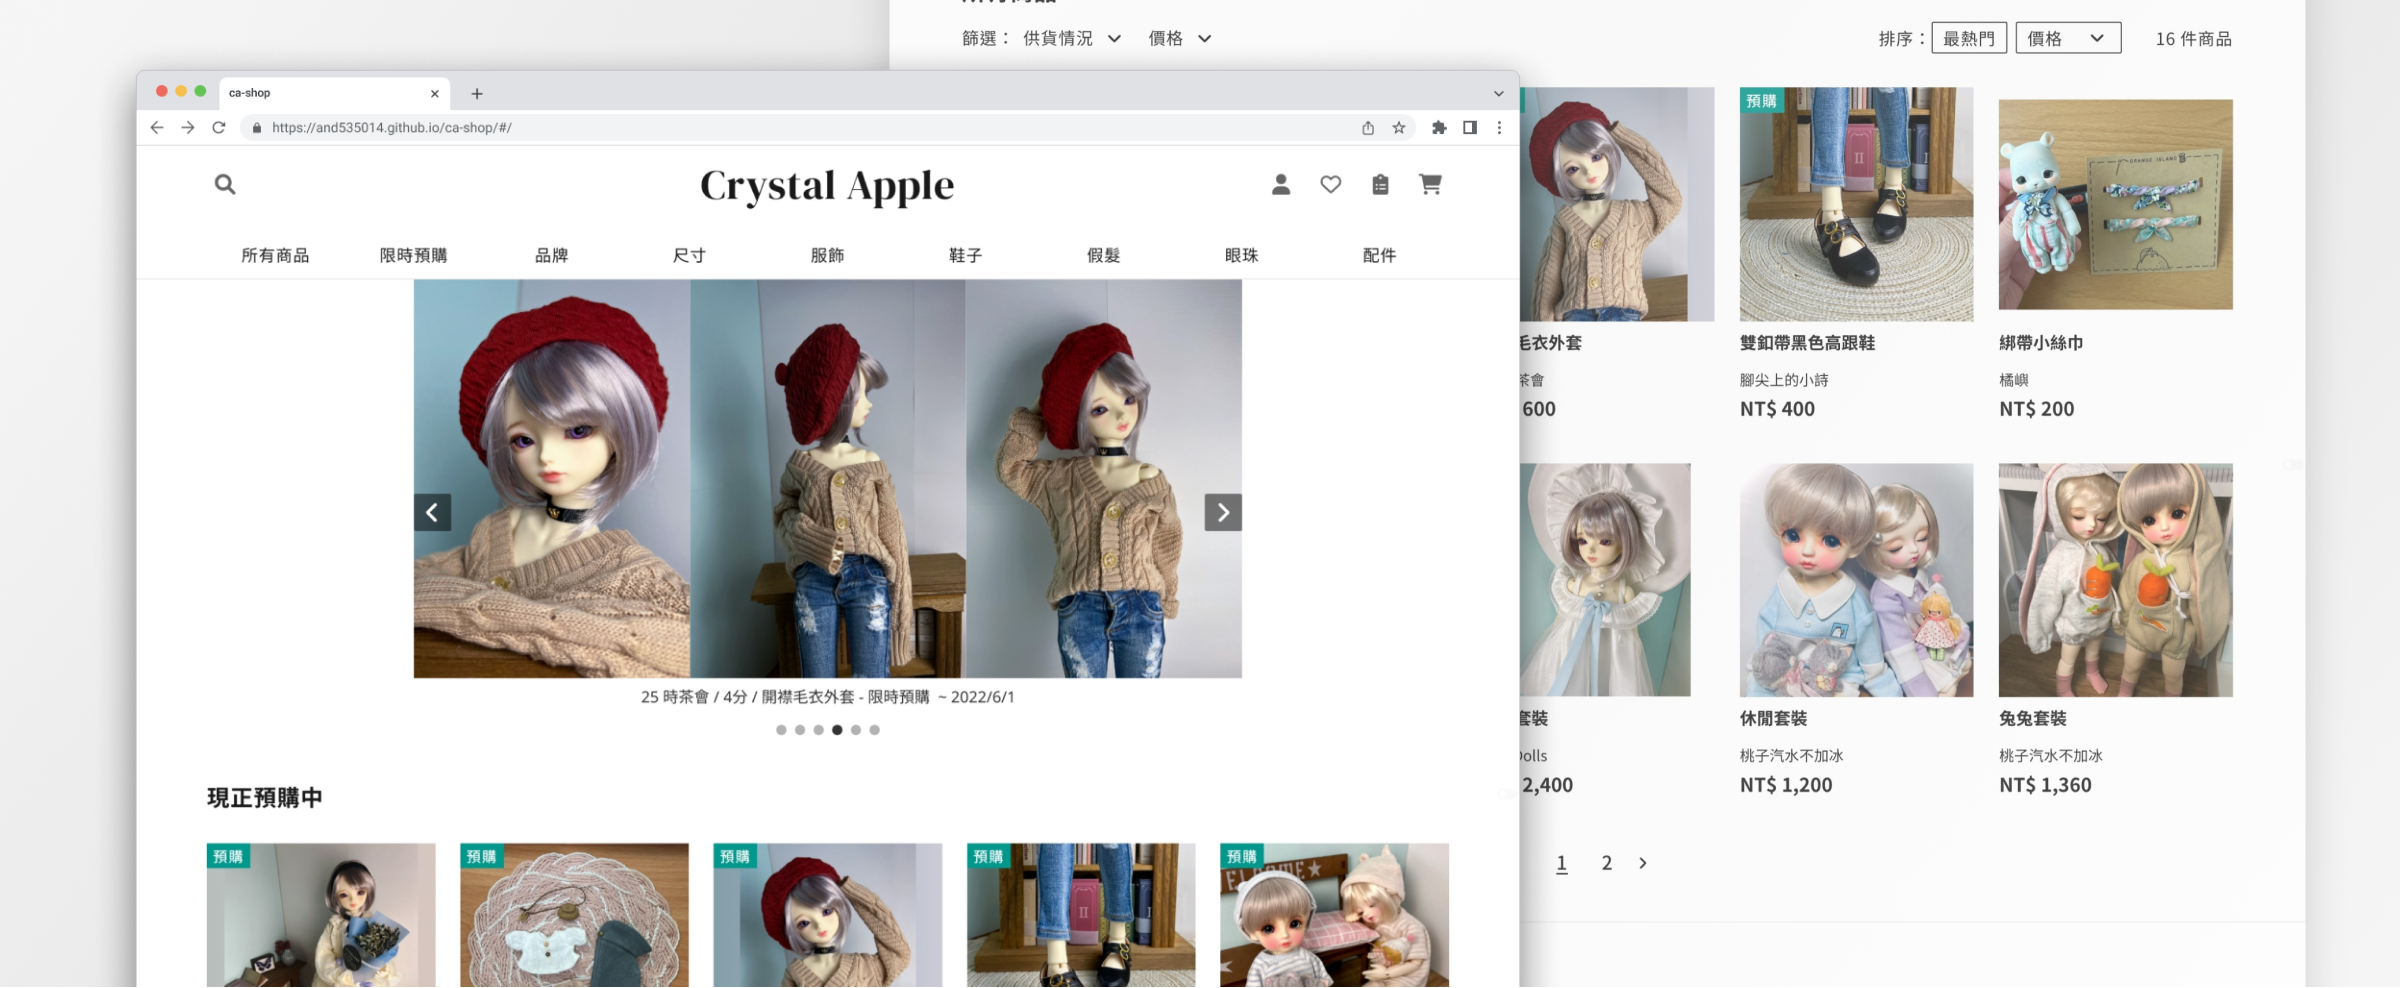 篩選： 供貨情況 價格
排序： 最熱門 價格 16 件商品
ca-shop
https://and535014.github.io/ca-shop/#/
Crystal Apple
所有商品 限時預購 品牌 尺寸 服飾 鞋子 假髮 眼珠 配件
25 時茶會 / 4分 / 開襟毛衣外套 - 限時預購 ~ 2022/6/1
現正預購中
預購 預購 預購 預購 預購
預購
毛衣外套
茶會
600
雙釦帶黑色高跟鞋
腳尖上的小詩
NT$ 400
ORANGE ISLAND
綁帶小絲巾
橘嶼
NT$ 200
套裝
Dolls
2,400
休閒套裝
桃子汽水不加冰
NT$ 1,200
兔兔套裝
桃子汽水不加冰
NT$ 1,360
1 2